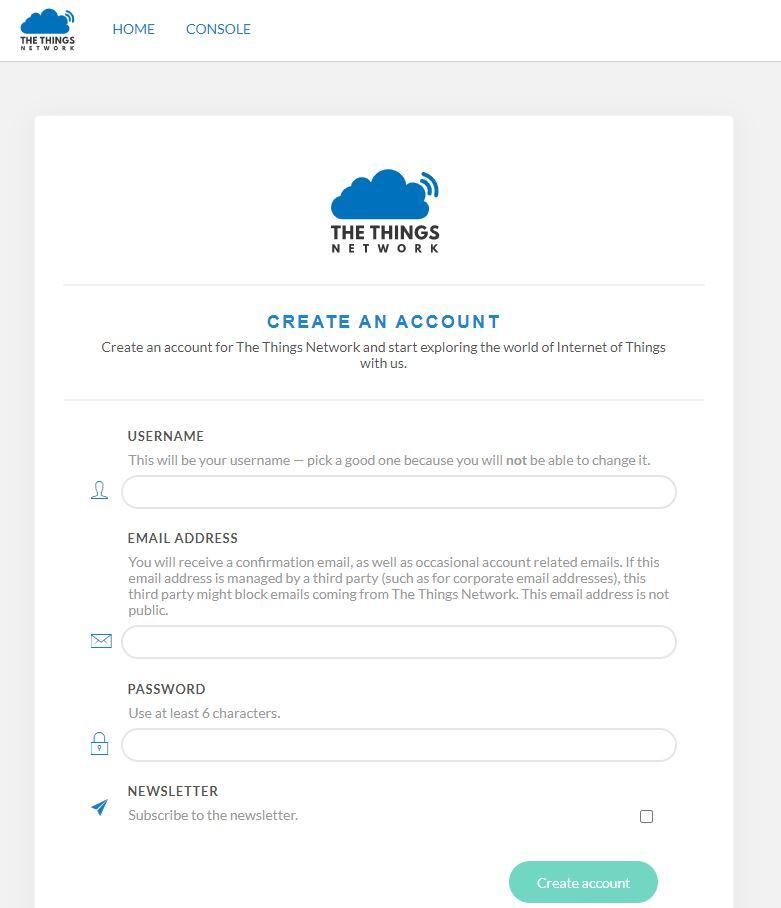 THE THINGS
NETWORK
HOME
CONSOLE
THE THINGS
NETWORK
CREATE AN ACCOUNT
Create an account for The Things Network and start exploring the world of Internet of Things
with us.
USERNAME
This will be your username — pick a good one because you will not be able to change it.
EMAIL ADDRESS
You will receive a confirmation email, as well as occasional account related emails. If this
email address is managed by a third party (such as for corporate email addresses), this
third party might block emails coming from The Things Network. This email address is not
public.
PASSWORD
Use at least 6 characters.
NEWSLETTER
Subscribe to the newsletter.
Create account